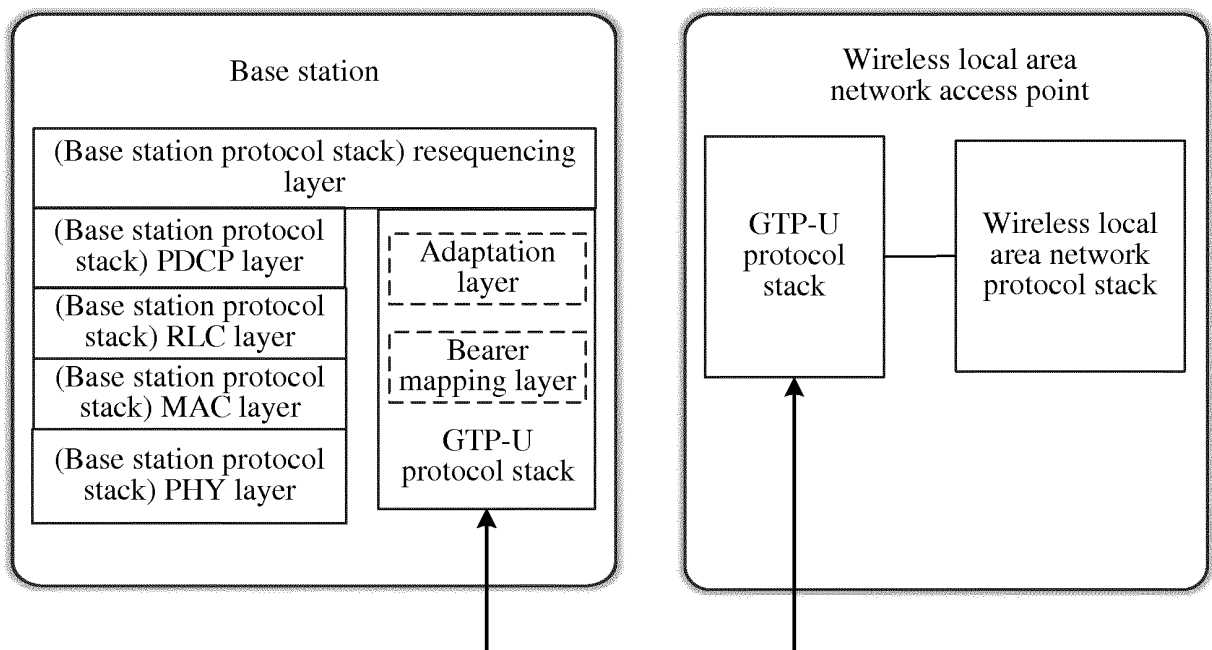 Base station
(Base station protocol stack) resequencing
layer
(Base station protocol
stack) PDCP layer
(Base station protocol
stack) RLC layer
(Base station protocol
stack) MAC layer
(Base station protocol
stack) PHY layer
Adaptation
layer
Bearer
mapping layer
GTP-U
protocol stack
Wireless local area
network access point
GTP-U
protocol
stack
Wireless local
area network
protocol stack